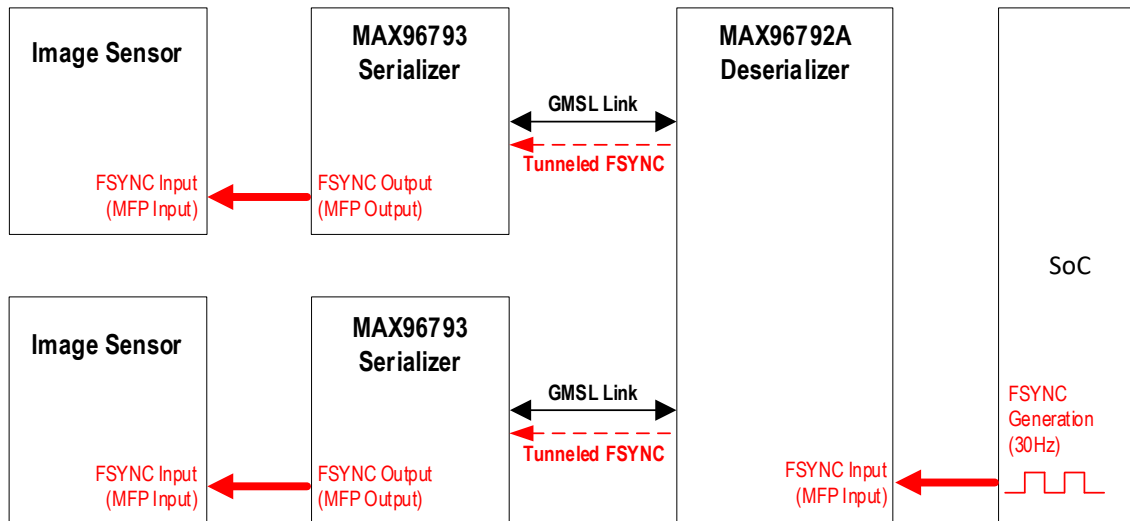 Image Sensor
MAX96793
Serializer
MAX96792A
Deserializer
GMSL Link
Tunneled FSYNC
FSYNC Input
(MFP Input)
FSYNC Output
(MFP Output)
SoC
Image Sensor
MAX96793
Serializer
GMSL Link
Tunneled FSYNC
FSYNC Input
(MFP Input)
FSYNC Output
(MFP Output)
FSYNC Input
(MFP Input)
FSYNC
Generation
(30Hz)